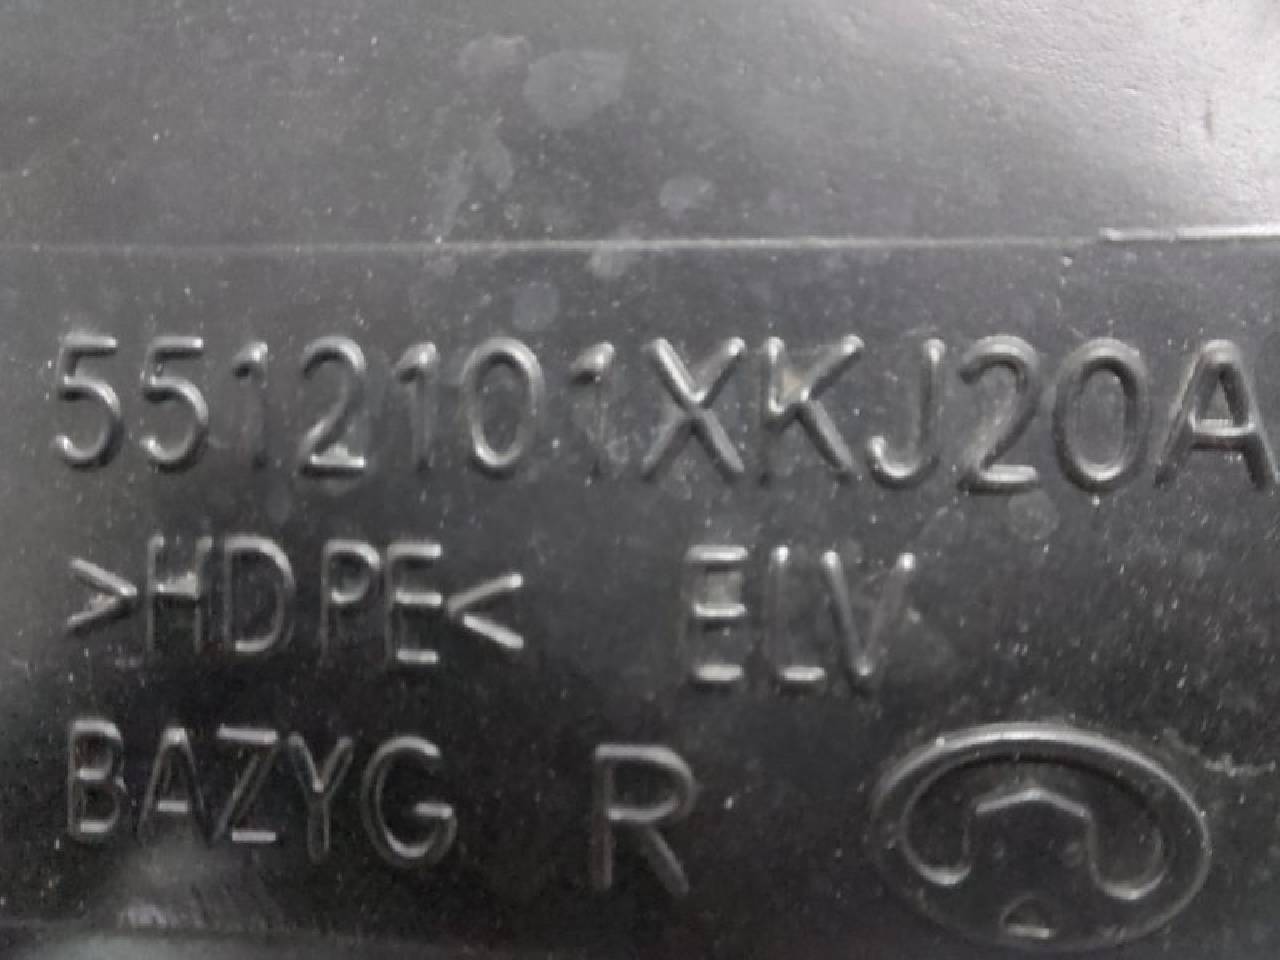 5512101XKJ20A
>HDPE< ELV
BAZYG R